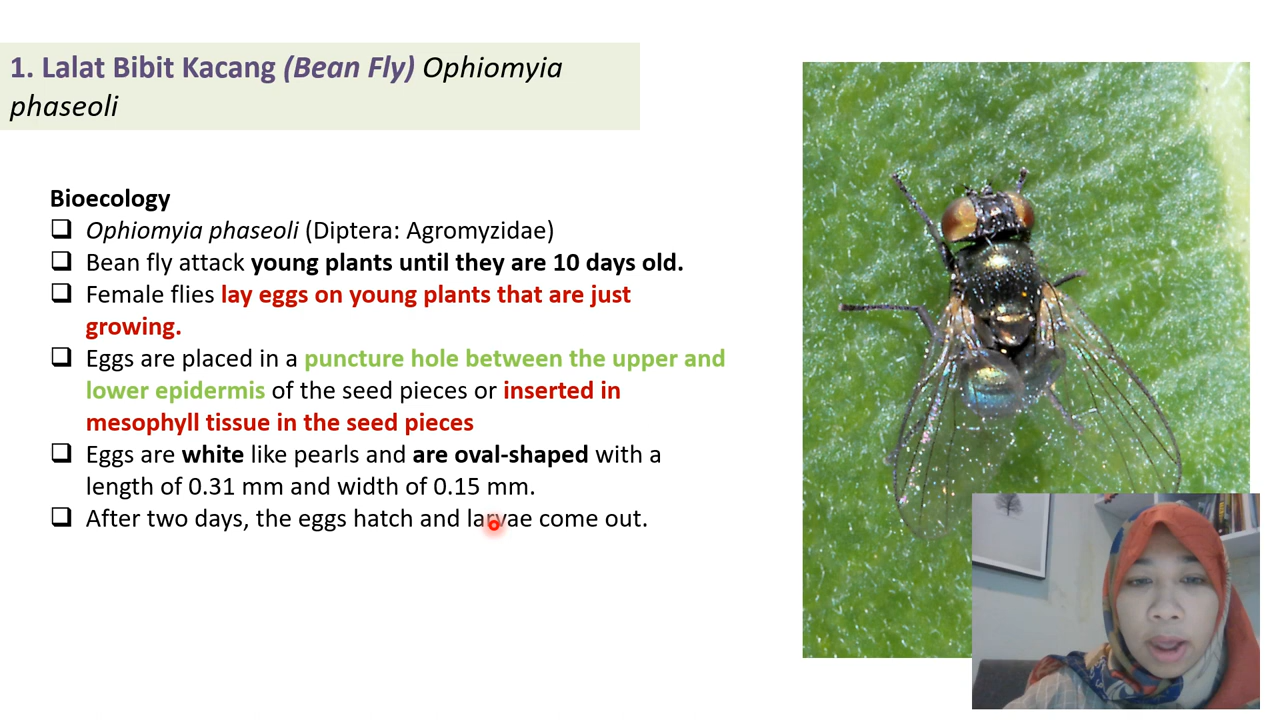 1. Lalat Bibit Kacang (Bean Fly) Ophiomyia
phaseoli
Bioecology
Ophiomyia phaseoli (Diptera: Agromyzidae)
Bean fly attack young plants until they are 10 days old.
Female flies lay eggs on young plants that are just
growing.
Eggs are placed in a puncture hole between the upper and
lower epidermis of the seed pieces or inserted in
mesophyll tissue in the seed pieces
Eggs are white like pearls and are oval-shaped with a
length of 0.31 mm and width of 0.15 mm.
After two days, the eggs hatch and larvae come out.